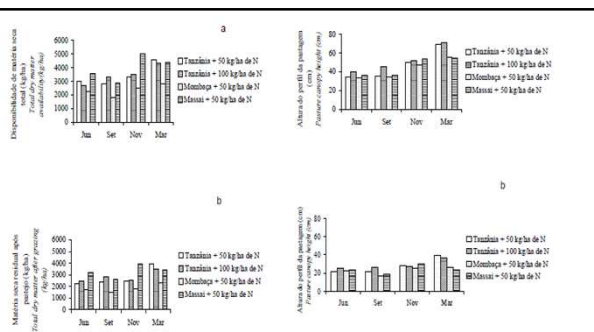 a
Disponibilidade de matéria seca
total (kg/ha)
Total dry matter
availability(kg/ha)
6000
5000
4000
3000
2000
1000
0
Jun Set Nov Mar
Tanzânia + 50 kg/ha de N
Tanzânia + 100 kg/ha de N
Mombaça + 50 kg/ha de N
Massai + 50 kg/ha de N
Altura do perfil da pastagem
(cm)
Pasture canopy height (cm)
80
60
40
20
0
Jun Set Nov Mar
Tanzânia + 50 kg/ha de N
Tanzânia + 100 kg/ha de N
Mombaça + 50 kg/ha de N
Massai + 50 kg/ha de N
b
Matéria seca residual após
pastejo (kg/ha)
Total dry matter after grazing
(kg/ha)
6000
5000
4000
3000
2000
1000
0
Jun Set Nov Mar
Tanzânia + 50 kg/ha de N
Tanzânia + 100 kg/ha de N
Mombaça + 50 kg/ha de N
Massai + 50 kg/ha de N
b
Altura do perfil da pastagem (cm)
Pasture canopy height (cm)
80
60
40
20
0
Jun Set Nov Mar
Tanzânia + 50 kg/ha de N
Tanzânia + 100 kg/ha de N
Mombaça + 50 kg/ha de N
Massai + 50 kg/ha de N